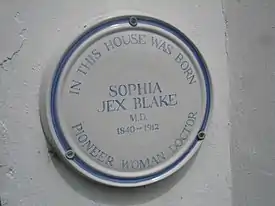 IN THIS HOUSE WAS BORN
SOPHIA
JEX BLAKE
M.D.
1840-1912
PIONEER WOMAN DOCTOR